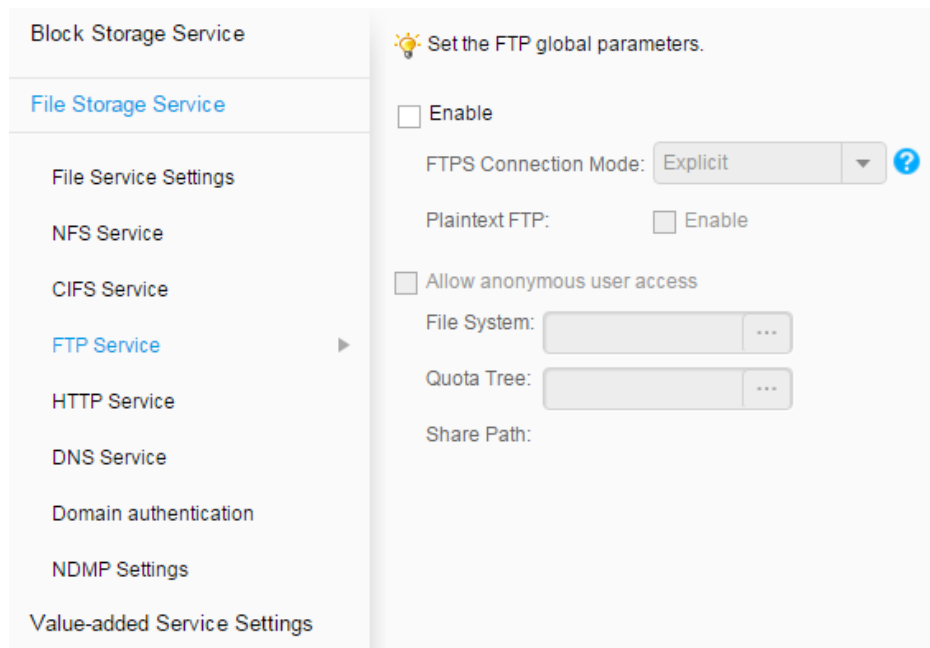 Block Storage Service
File Storage Service
File Service Settings
NFS Service
CIFS Service
FTP Service
HTTP Service
DNS Service
Domain authentication
NDMP Settings
Value-added Service Settings
Set the FTP global parameters.
Enable
FTPS Connection Mode: Explicit ?
Plaintext FTP: Enable
Allow anonymous user access
File System: ...
Quota Tree: ...
Share Path: